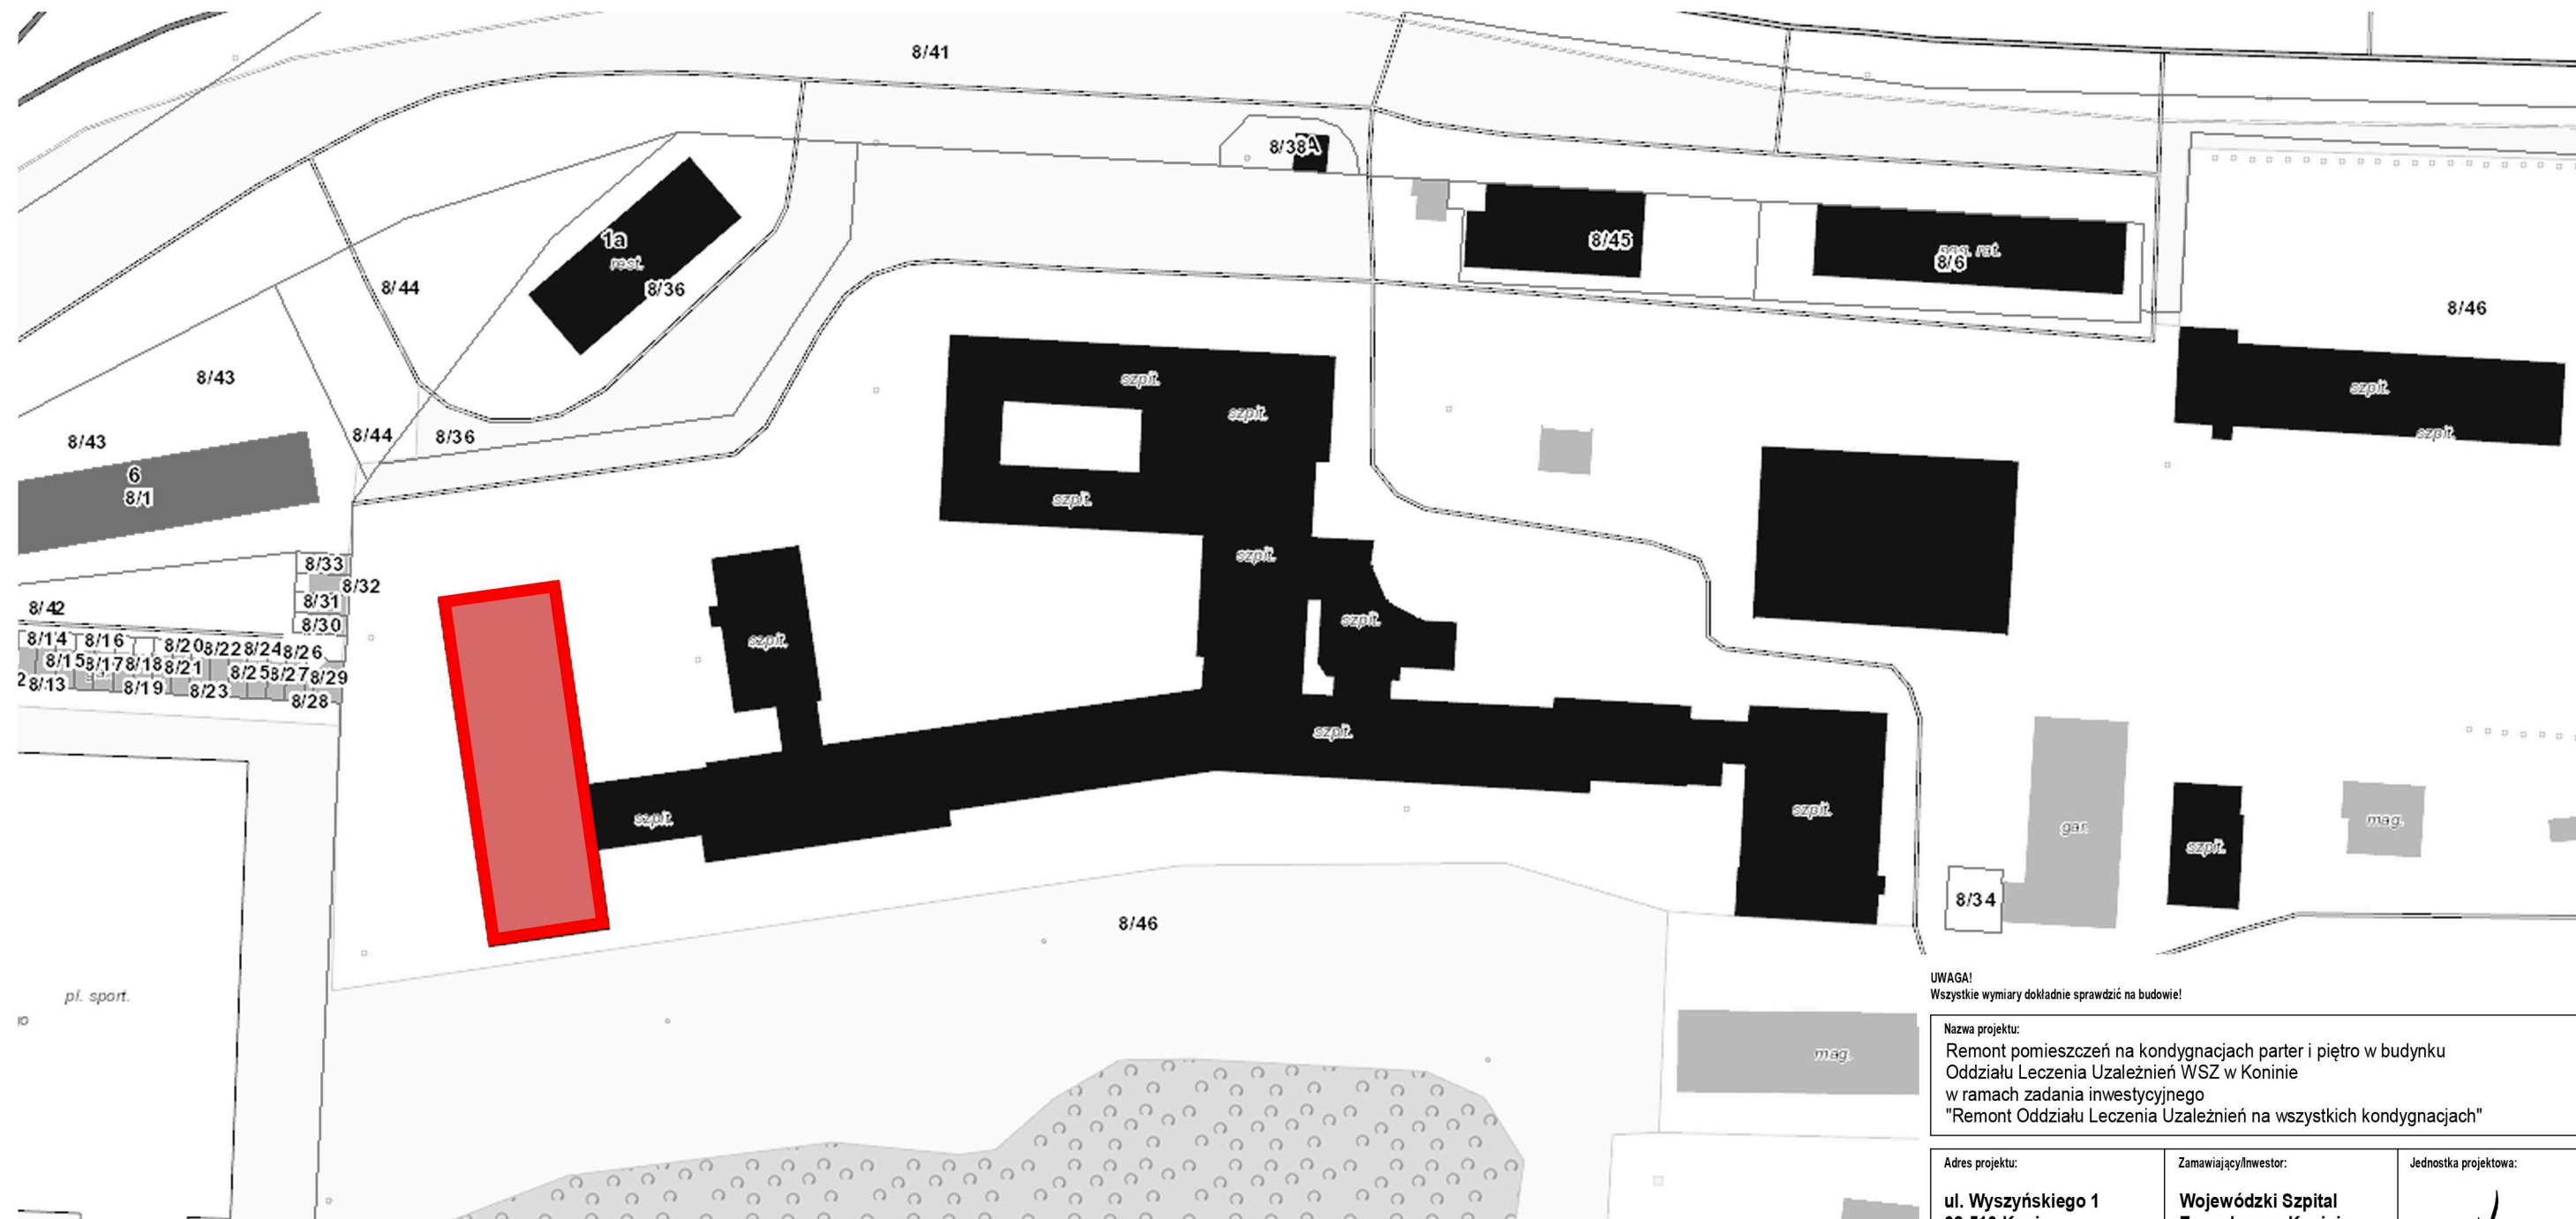 8/41
8/38A
1a
rest.
8/36
8/44
8/45
8/6
8/46
8/43
szpit.
szpit.
szpit.
szpit.
8/43
8/44
8/36
szpit.
6
8/1
szpit.
8/33
8/32
8/31
8/30
8/42
szpit.
szpit.
8/14 8/16 8/20 8/22 8/24 8/26
8/15 8/17 8/18 8/21 8/25 8/27 8/29
8/13 8/19 8/23 8/28
szpit.
szpit.
szpit.
gar.
mag.
szpit.
szpit.
8/34
8/46
pl. sport.
mag.
UWAGA!
Wszystkie wymiary dokładnie sprawdzić na budowie!
Nazwa projektu:
Remont pomieszczeń na kondygnacjach parter i piętro w budynku
Oddziału Leczenia Uzależnień WSZ w Koninie
w ramach zadania inwestycyjnego
"Remont Oddziału Leczenia Uzależnień na wszystkich kondygnacjach"
Adres projektu:
ul. Wyszyńskiego 1
Zamawiający/Inwestor:
Wojewódzki Szpital
Jednostka projektowa: